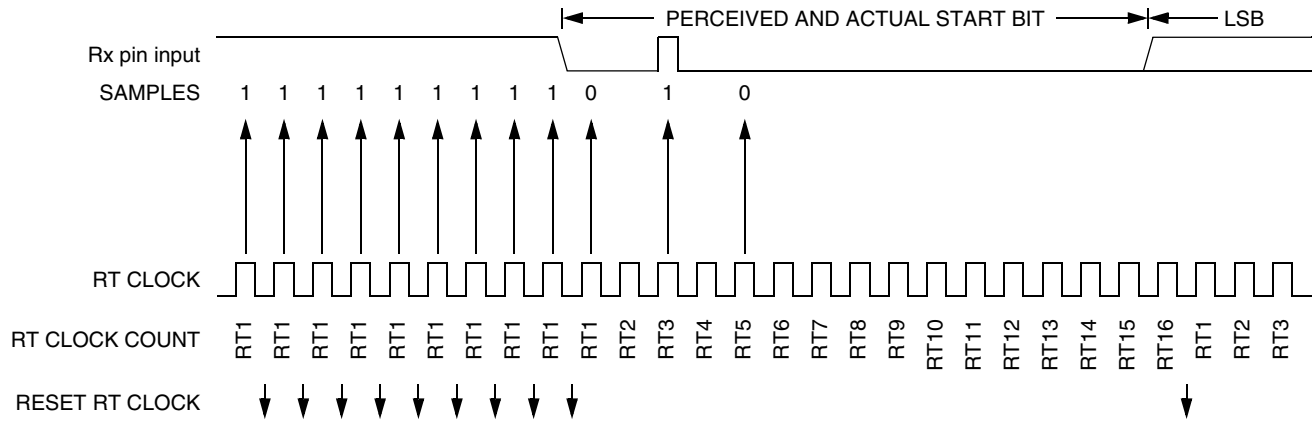 PERCEIVED AND ACTUAL START BIT LSB
Rx pin input
SAMPLES 1 1 1 1 1 1 1 1 1 0 1 0
RT CLOCK
RT CLOCK COUNT RT1 RT1 RT1 RT1 RT1 RT1 RT1 RT1 RT1 RT1 RT2 RT3 RT4 RT5 RT6 RT7 RT8 RT9 RT10 RT11 RT12 RT13 RT14 RT15 RT16 RT1 RT2 RT3
RESET RT CLOCK